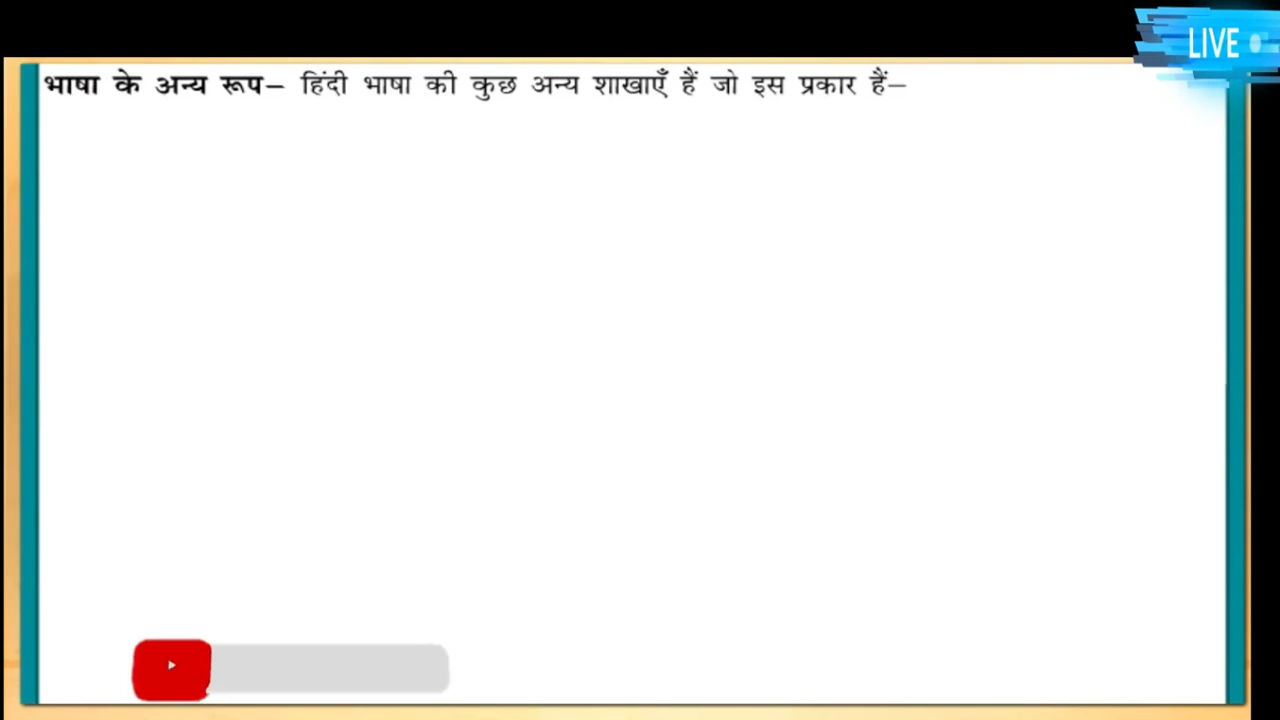 LIVE
भाषा के अन्य रूप– हिंदी भाषा की कुछ अन्य शाखाएँ हैं जो इस प्रकार हैं–